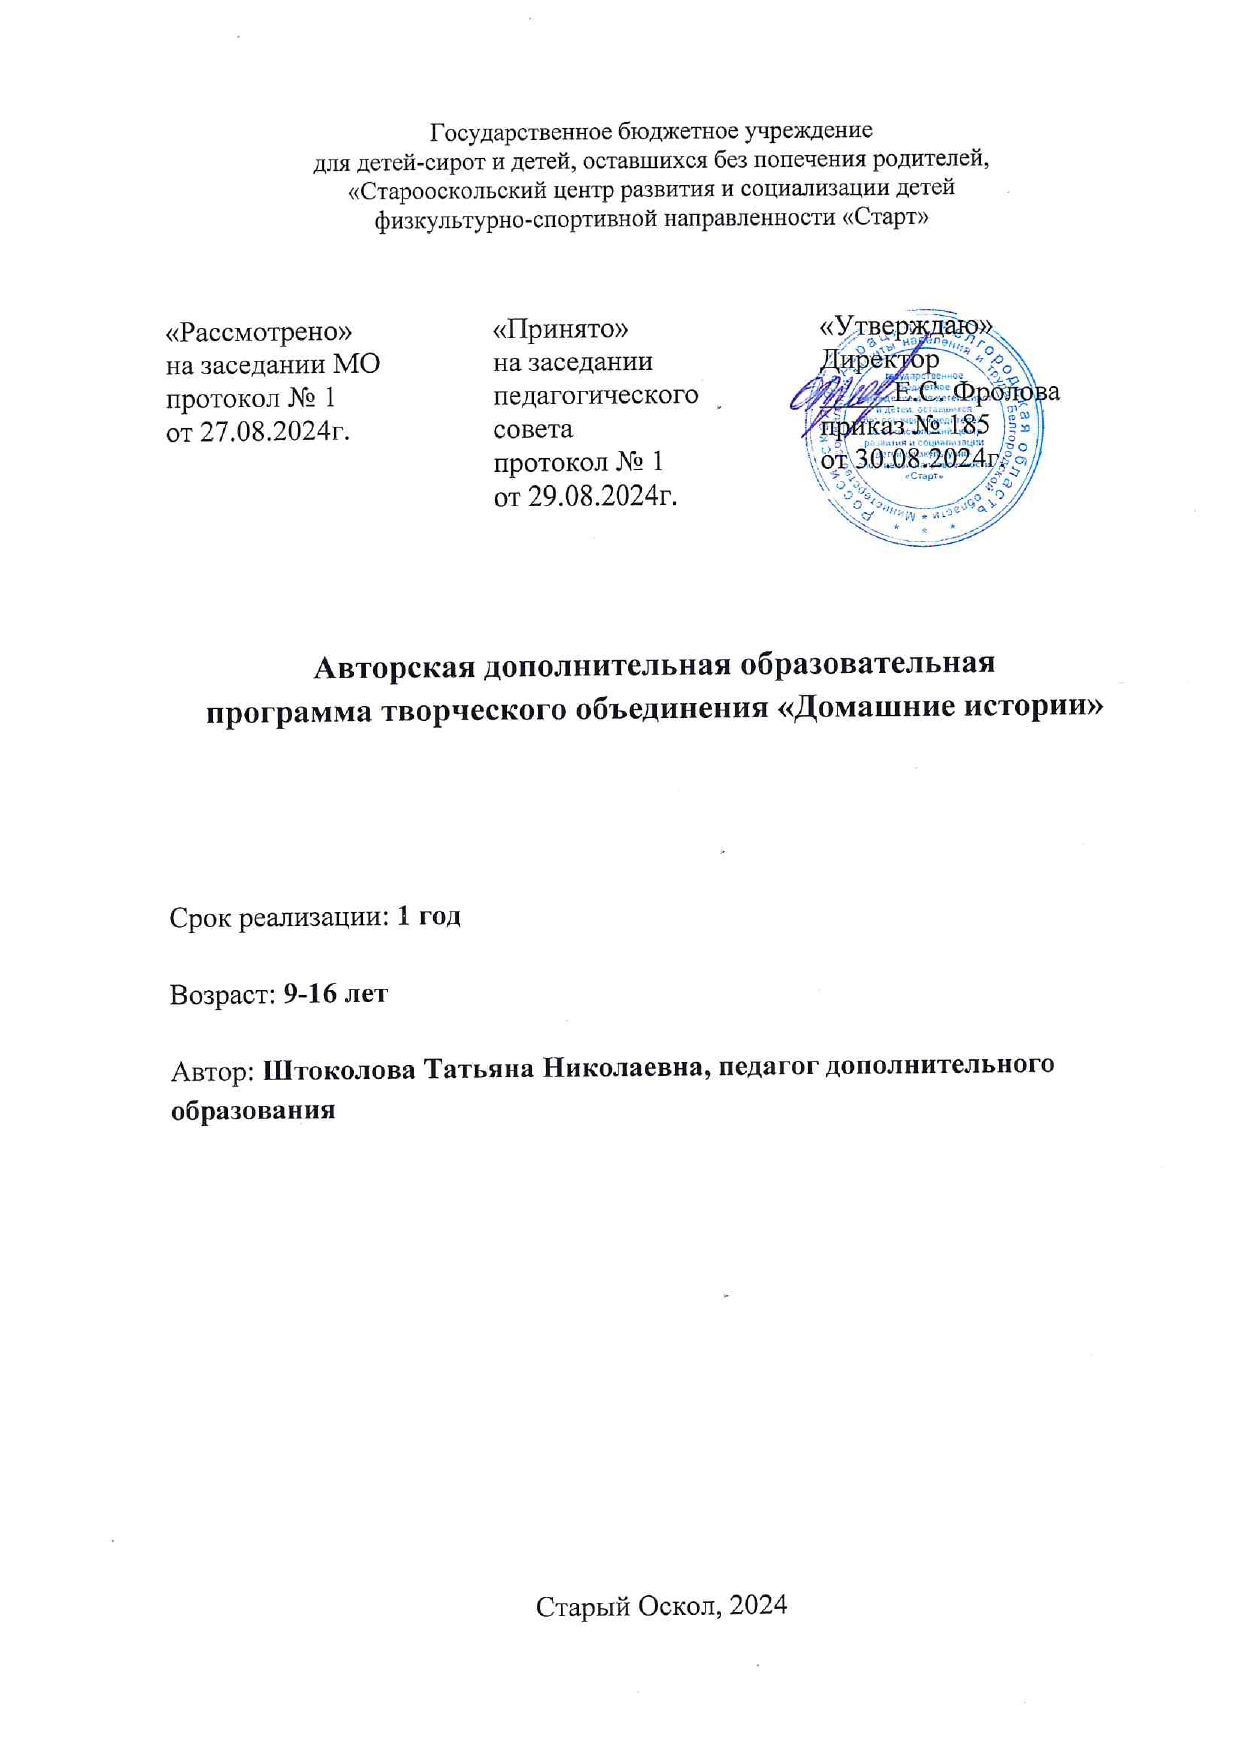 Государственное бюджетное учреждение
для детей-сирот и детей, оставшихся без попечения родителей,
«Старооскольский центр развития и социализации детей
физкультурно-спортивной направленности «Старт»
«Рассмотрено»
на заседании МО
протокол № 1
от 27.08.2024г.
«Принято»
на заседании
педагогического
совета
протокол № 1
от 29.08.2024г.
«Утверждаю»
Директор
Е.С. Фролова
приказ № 185
от 30.08.2024г.
развития и социализации
«Старт»
Авторская дополнительная образовательная
программа творческого объединения «Домашние истории»
Срок реализации: 1 год
Возраст: 9-16 лет
Автор: Штоколова Татьяна Николаевна, педагог дополнительного
образования
Старый Оскол, 2024